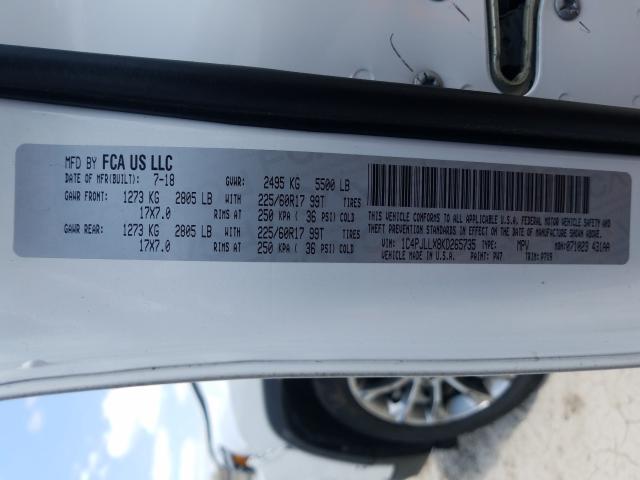 MFD BY FCA US LLC
DATE OF MFR(BUILT): 7-18 GVWR: 2495 KG 5500 LB
GAWR FRONT: 1273 KG 2805 LB WITH 225/60R17 99T TIRES
17X7.0 RIMS AT 250 KPA ( 36 PSI) COLD
GAWR REAR: 1273 KG 2805 LB WITH 225/60R17 99T TIRES
17X7.0 RIMS AT 250 KPA ( 36 PSI) COLD
THIS VEHICLE CONFORMS TO ALL APPLICABLE U.S.A. FEDERAL MOTOR VEHICLE SAFETY AND
THEFT PREVENTION STANDARDS IN EFFECT ON THE DATE OF MANUFACTURE SHOWN ABOVE.
VIN: 1C4PJLLX8KD265735 TYPE: MPV MDH: 071029 431AA
VEHICLE MADE IN U.S.A. PAINT: PW7 TRIM: